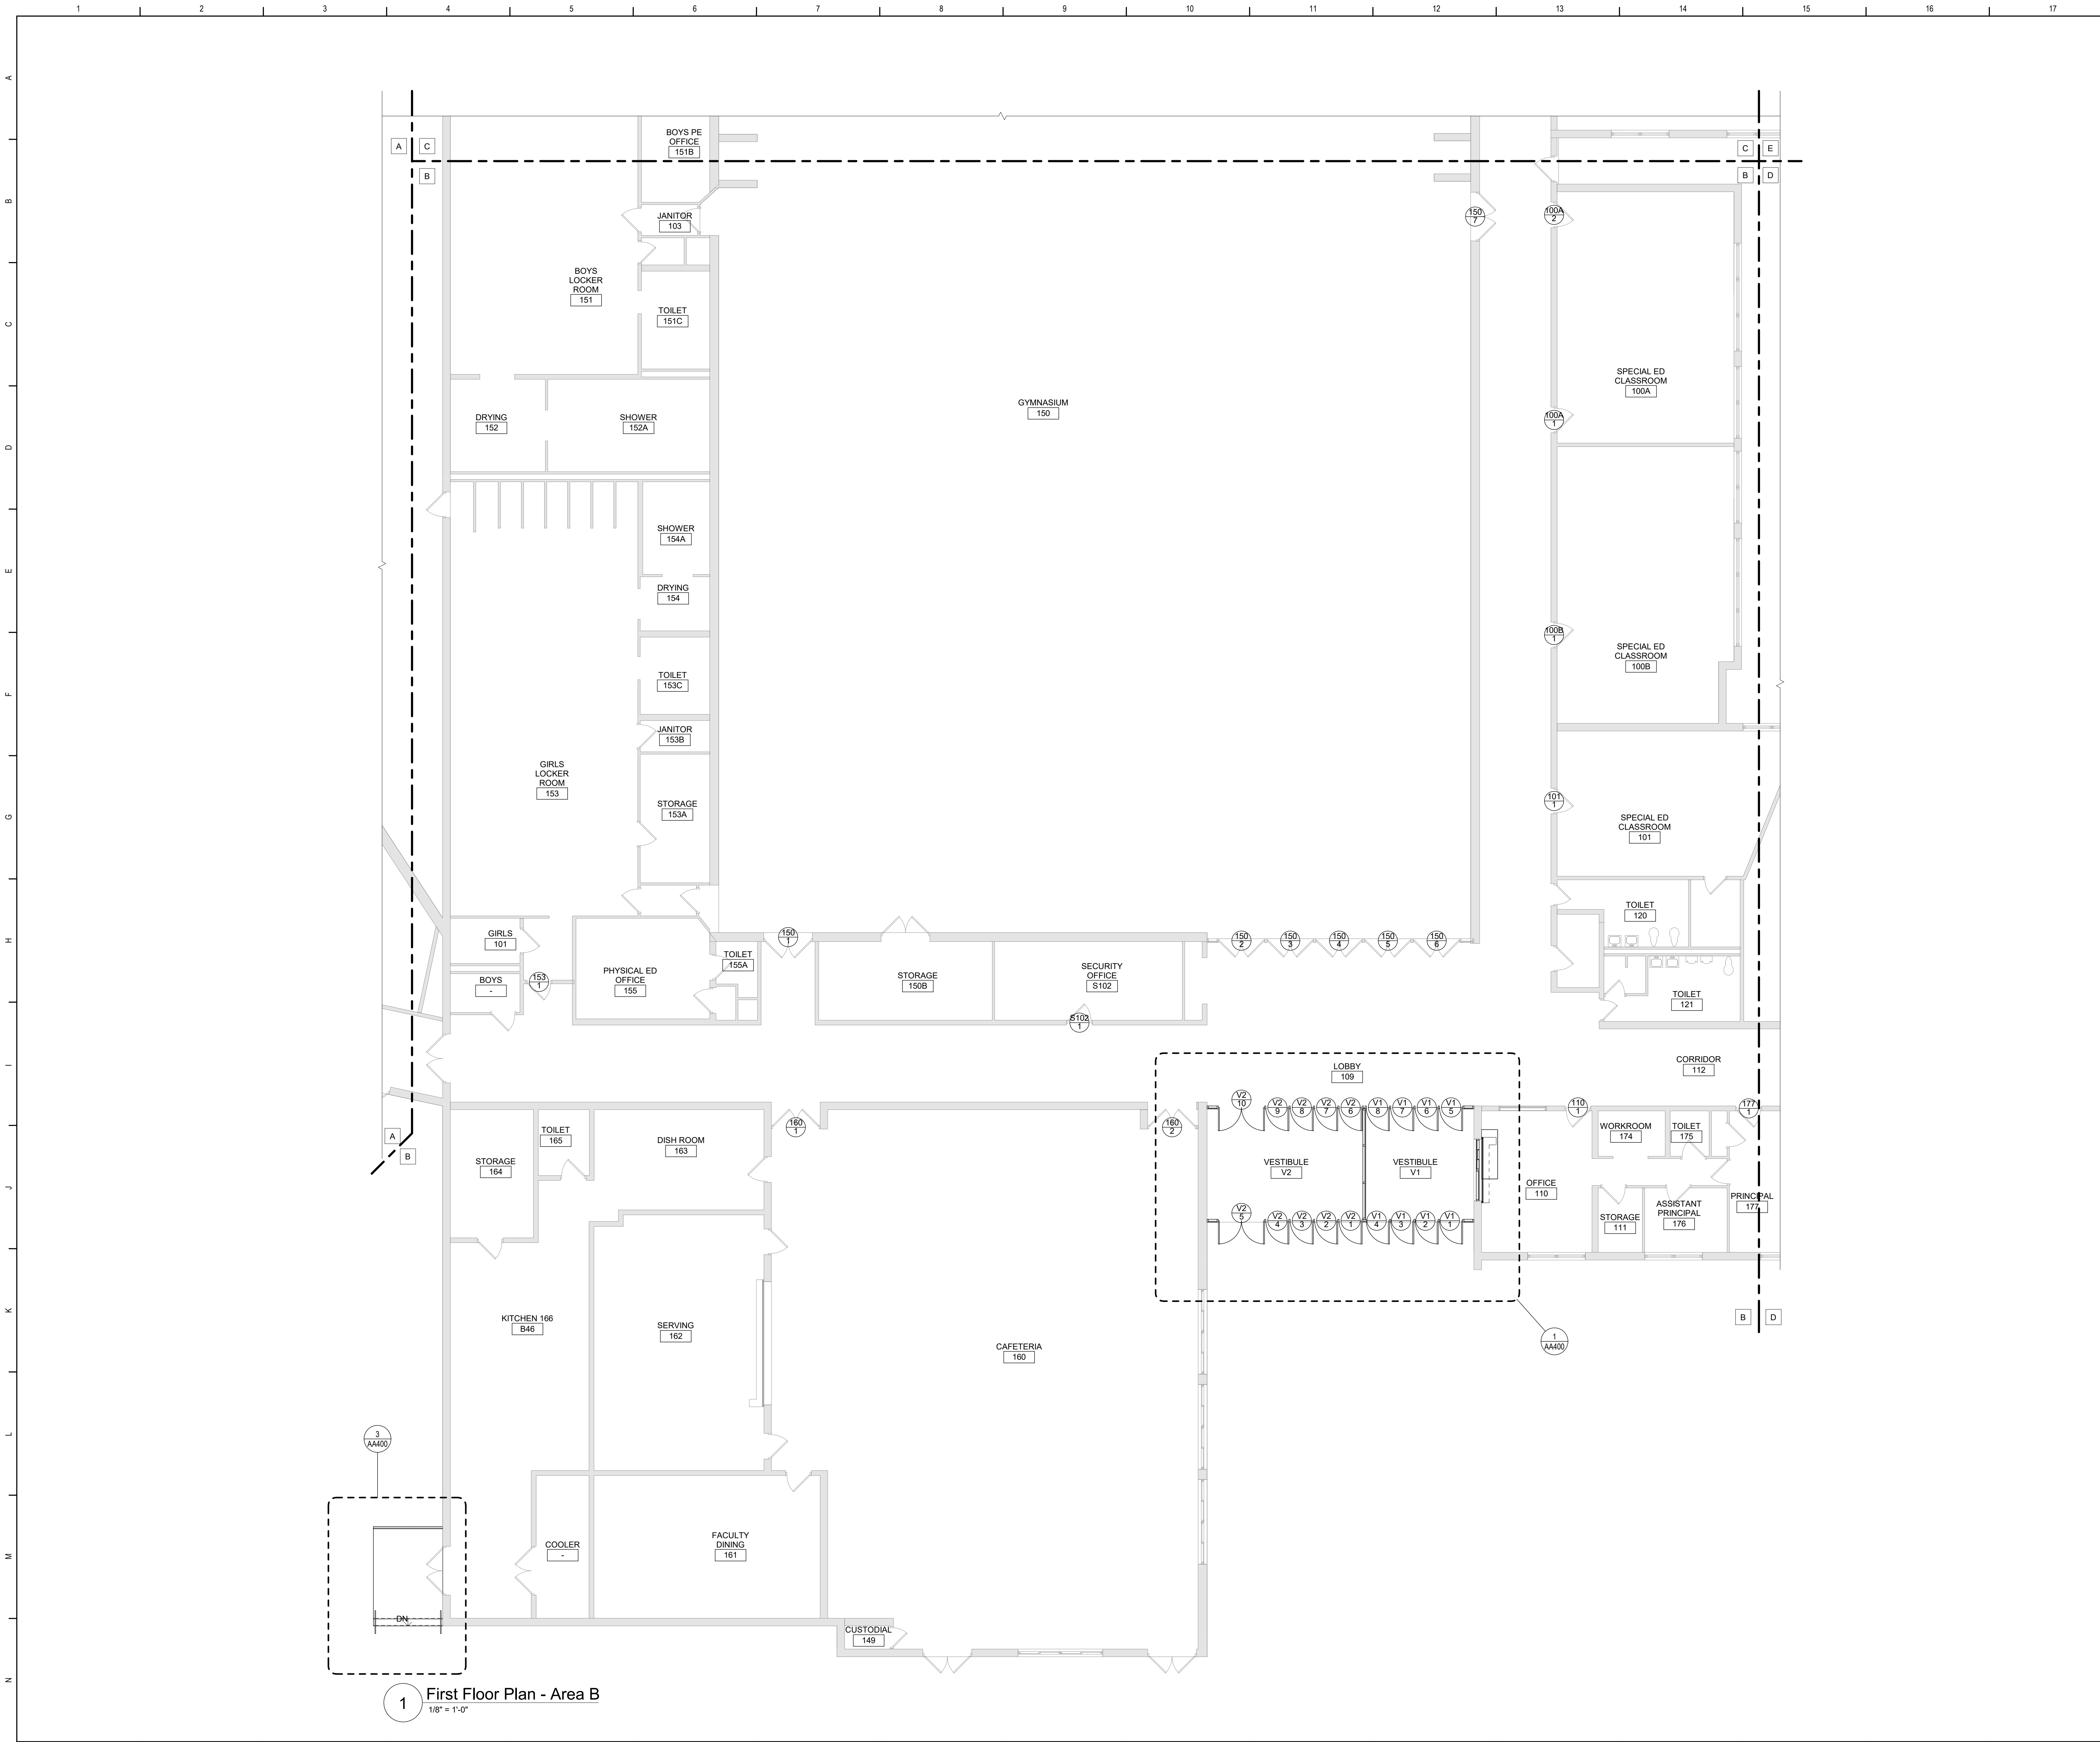 1 2 3 4 5 6 7 8 9 10 11 12 13 14 15 16 17
A
B
C
D
E
F
G
H
I
J
K
L
M
N
A C
B
C E
B D
BOYS PE
OFFICE
151B
JANITOR
103
150
7
100A
2
BOYS
LOCKER
ROOM
151
TOILET
151C
SPECIAL ED
CLASSROOM
100A
GYMNASIUM
150
100A
1
DRYING
152
SHOWER
152A
SHOWER
154A
DRYING
154
100B
1
SPECIAL ED
CLASSROOM
100B
TOILET
153C
JANITOR
153B
GIRLS
LOCKER
ROOM
153
STORAGE
153A
101
1
SPECIAL ED
CLASSROOM
101
TOILET
120
GIRLS
101
BOYS
-
153
1
PHYSICAL ED
OFFICE
155
TOILET
155A
150
1
STORAGE
150B
SECURITY
OFFICE
S102
S102
1
150
2
150
3
150
4
150
5
150
6
TOILET
121
CORRIDOR
112
LOBBY
109
V2
10
V2
9
V2
8
V2
7
V2
6
V1
8
V1
7
V1
6
V1
5
110
1
177
1
160
1
160
2
A
B
TOILET
165
DISH ROOM
163
STORAGE
164
VESTIBULE
V2
VESTIBULE
V1
WORKROOM
174
TOILET
175
OFFICE
110
STORAGE
111
ASSISTANT
PRINCIPAL
176
PRINCIPAL
177
V2
5
V2
4
V2
3
V2
2
V2
1
V1
4
V1
3
V1
2
V1
1
KITCHEN 166
B46
SERVING
162
CAFETERIA
160
B D
1
AA400
3
AA400
COOLER
-
FACULTY
DINING
161
DN
CUSTODIAL
149
1
First Floor Plan - Area B
1/8" = 1'-0"